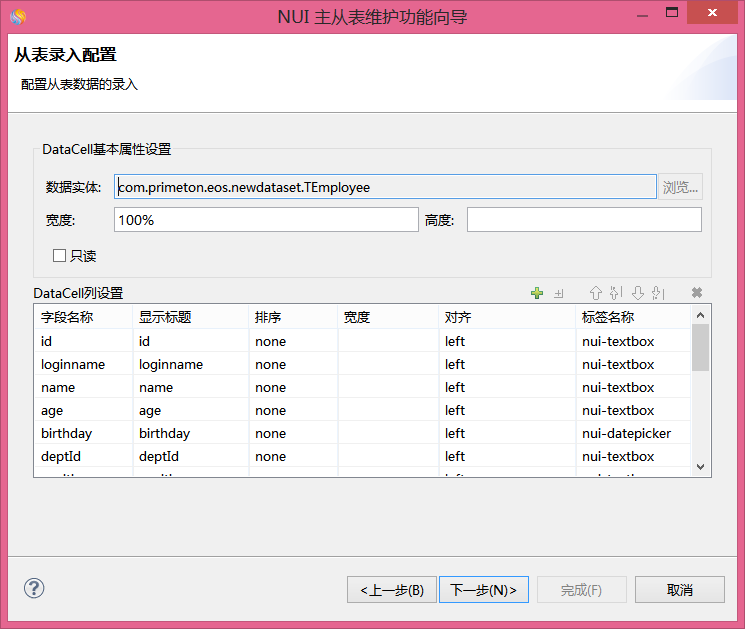 NUI 主从表维护功能向导
从表录入配置
配置从表数据的录入
DataCell基本属性设置
数据实体: com.primeton.eos.newdataset.TEmployee 浏览...
宽度: 100% 高度:
只读
DataCell列设置
字段名称 显示标题 排序 宽度 对齐 标签名称
id id none left nui-textbox
loginname loginname none left nui-textbox
name name none left nui-textbox
age age none left nui-textbox
birthday birthday none left nui-datepicker
deptId deptId none left nui-textbox
<上一步(B) 下一步(N)> 完成(F) 取消